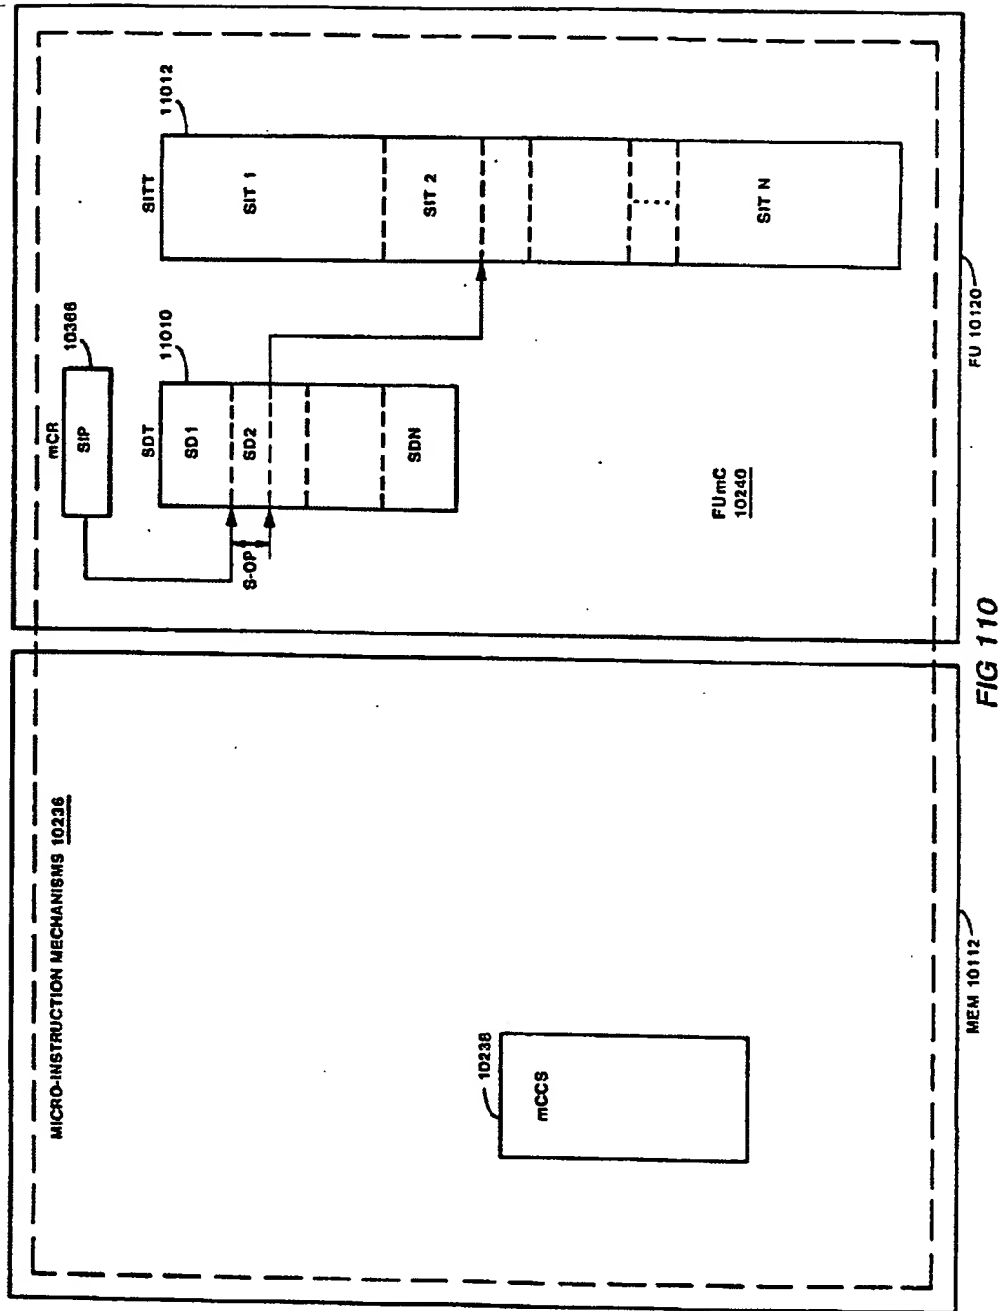 MICRO-INSTRUCTION MECHANISMS 10236
mCCS
10238
MEM 10112
mCR
SIP
10366
SDT
11010
SD1
SD2
SDN
S-OP
SITT
11012
SIT 1
SIT 2
SIT N
FUmC
10240
FU 10120
FIG 110